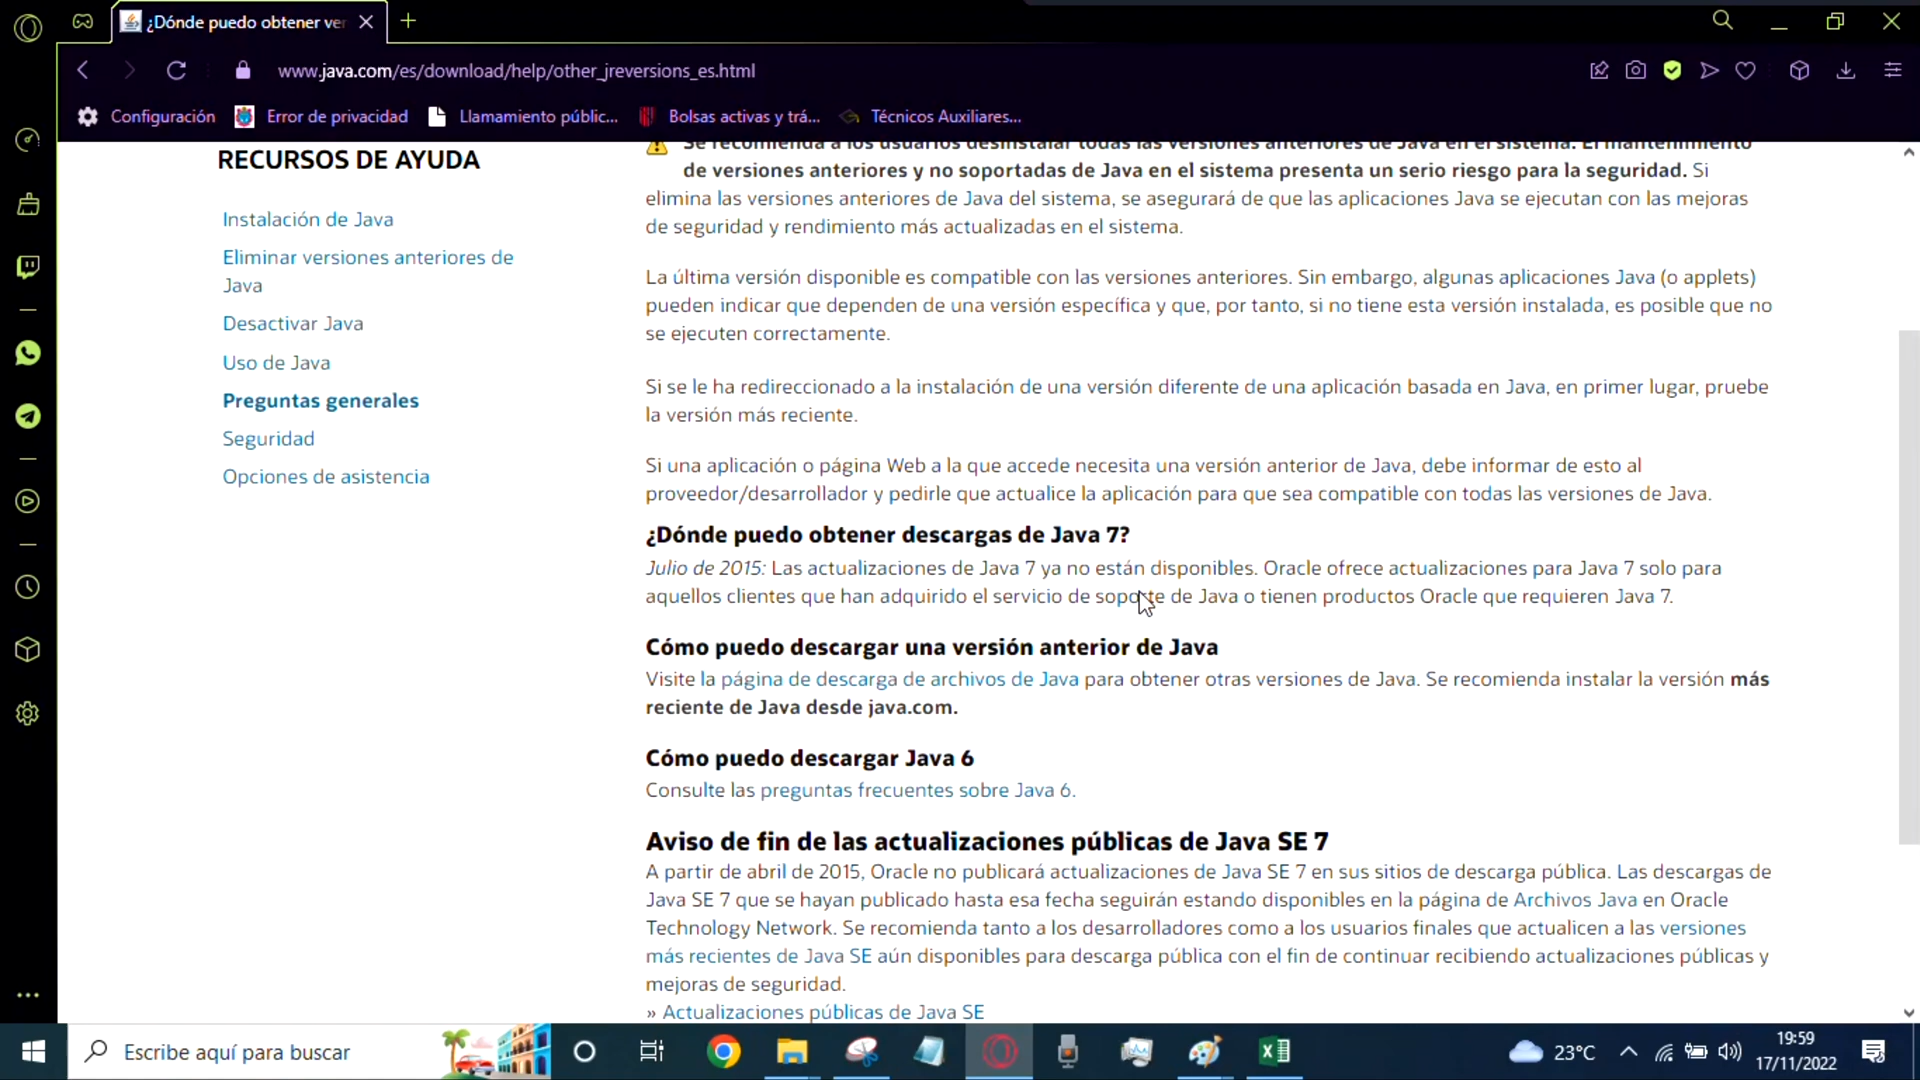 ¿Dónde puedo obtener ver
www.java.com/es/download/help/other_jreversions_es.html
Configuración
Error de privacidad
Llamamiento públic...
Bolsas activas y trá...
Técnicos Auxiliares...
RECURSOS DE AYUDA
Instalación de Java
Eliminar versiones anteriores de
Java
Desactivar Java
Uso de Java
Preguntas generales
Seguridad
Opciones de asistencia
Se recomienda a los usuarios desinstalar todas las versiones anteriores de Java en el sistema. El mantenimiento
de versiones anteriores y no soportadas de Java en el sistema presenta un serio riesgo para la seguridad. Si
elimina las versiones anteriores de Java del sistema, se asegurará de que las aplicaciones Java se ejecutan con las mejoras
de seguridad y rendimiento más actualizadas en el sistema.
La última versión disponible es compatible con las versiones anteriores. Sin embargo, algunas aplicaciones Java (o applets)
pueden indicar que dependen de una versión específica y que, por tanto, si no tiene esta versión instalada, es posible que no
se ejecuten correctamente.
Si se le ha redireccionado a la instalación de una versión diferente de una aplicación basada en Java, en primer lugar, pruebe
la versión más reciente.
Si una aplicación o página Web a la que accede necesita una versión anterior de Java, debe informar de esto al
proveedor/desarrollador y pedirle que actualice la aplicación para que sea compatible con todas las versiones de Java.
¿Dónde puedo obtener descargas de Java 7?
Julio de 2015: Las actualizaciones de Java 7 ya no están disponibles. Oracle ofrece actualizaciones para Java 7 solo para
aquellos clientes que han adquirido el servicio de soporte de Java o tienen productos Oracle que requieren Java 7.
Cómo puedo descargar una versión anterior de Java
Visite la página de descarga de archivos de Java para obtener otras versiones de Java. Se recomienda instalar la versión más
reciente de Java desde java.com.
Cómo puedo descargar Java 6
Consulte las preguntas frecuentes sobre Java 6.
Aviso de fin de las actualizaciones públicas de Java SE 7
A partir de abril de 2015, Oracle no publicará actualizaciones de Java SE 7 en sus sitios de descarga pública. Las descargas de
Java SE 7 que se hayan publicado hasta esa fecha seguirán estando disponibles en la página de Archivos Java en Oracle
Technology Network. Se recomienda tanto a los desarrolladores como a los usuarios finales que actualicen a las versiones
más recientes de Java SE aún disponibles para descarga pública con el fin de continuar recibiendo actualizaciones públicas y
mejoras de seguridad.
» Actualizaciones públicas de Java SE
Escribe aquí para buscar
23°C
19:59
17/11/2022